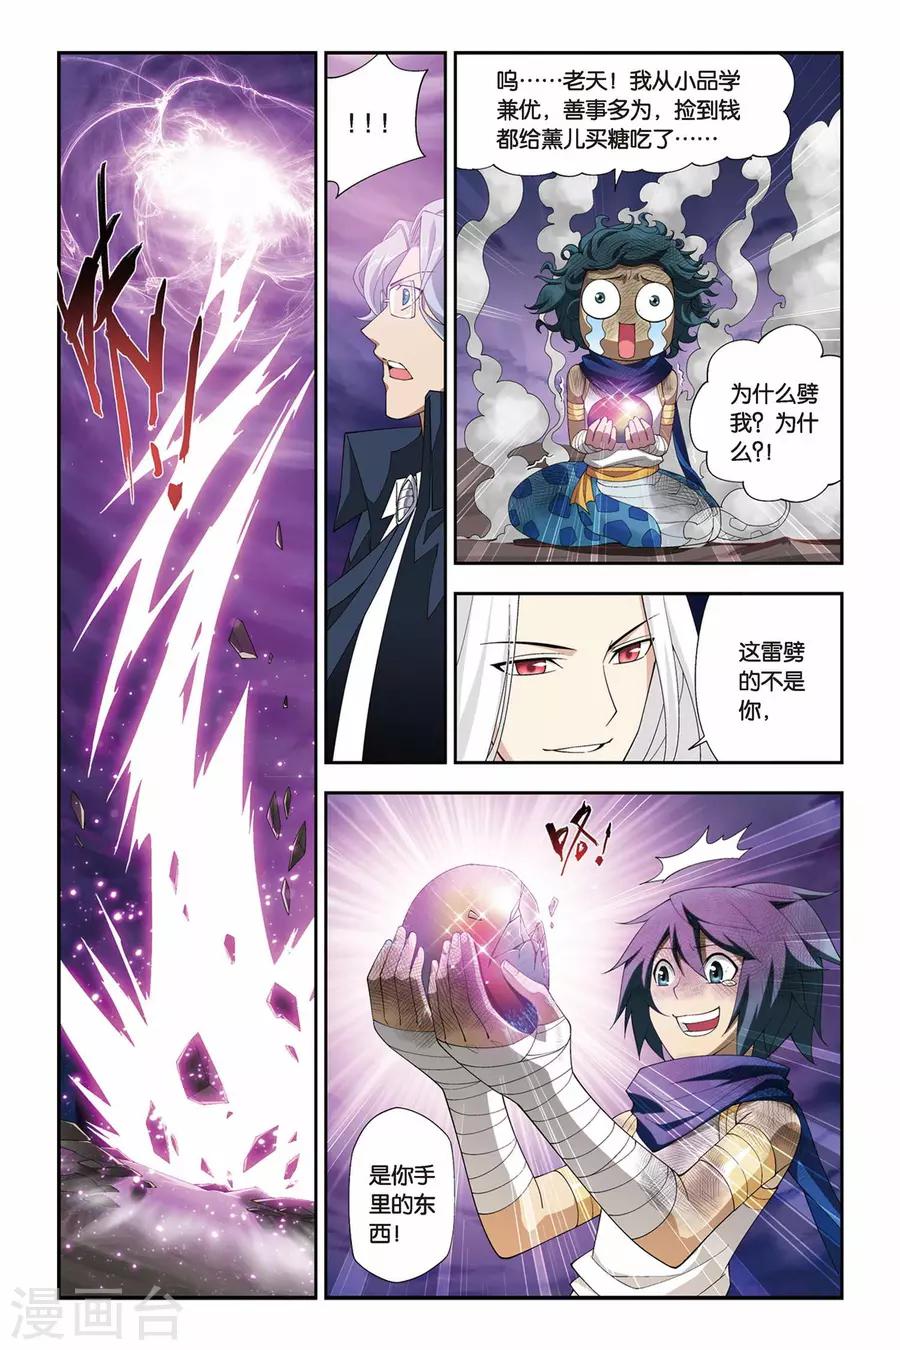 ！！！
呜……老天！我从小品学
兼优，善事多为，捡到钱
都给薰儿买糖吃了……
为什么劈
我？为什
么？！
这雷劈
的不是
你，
咯！
是你手
里的东
西！
漫画台